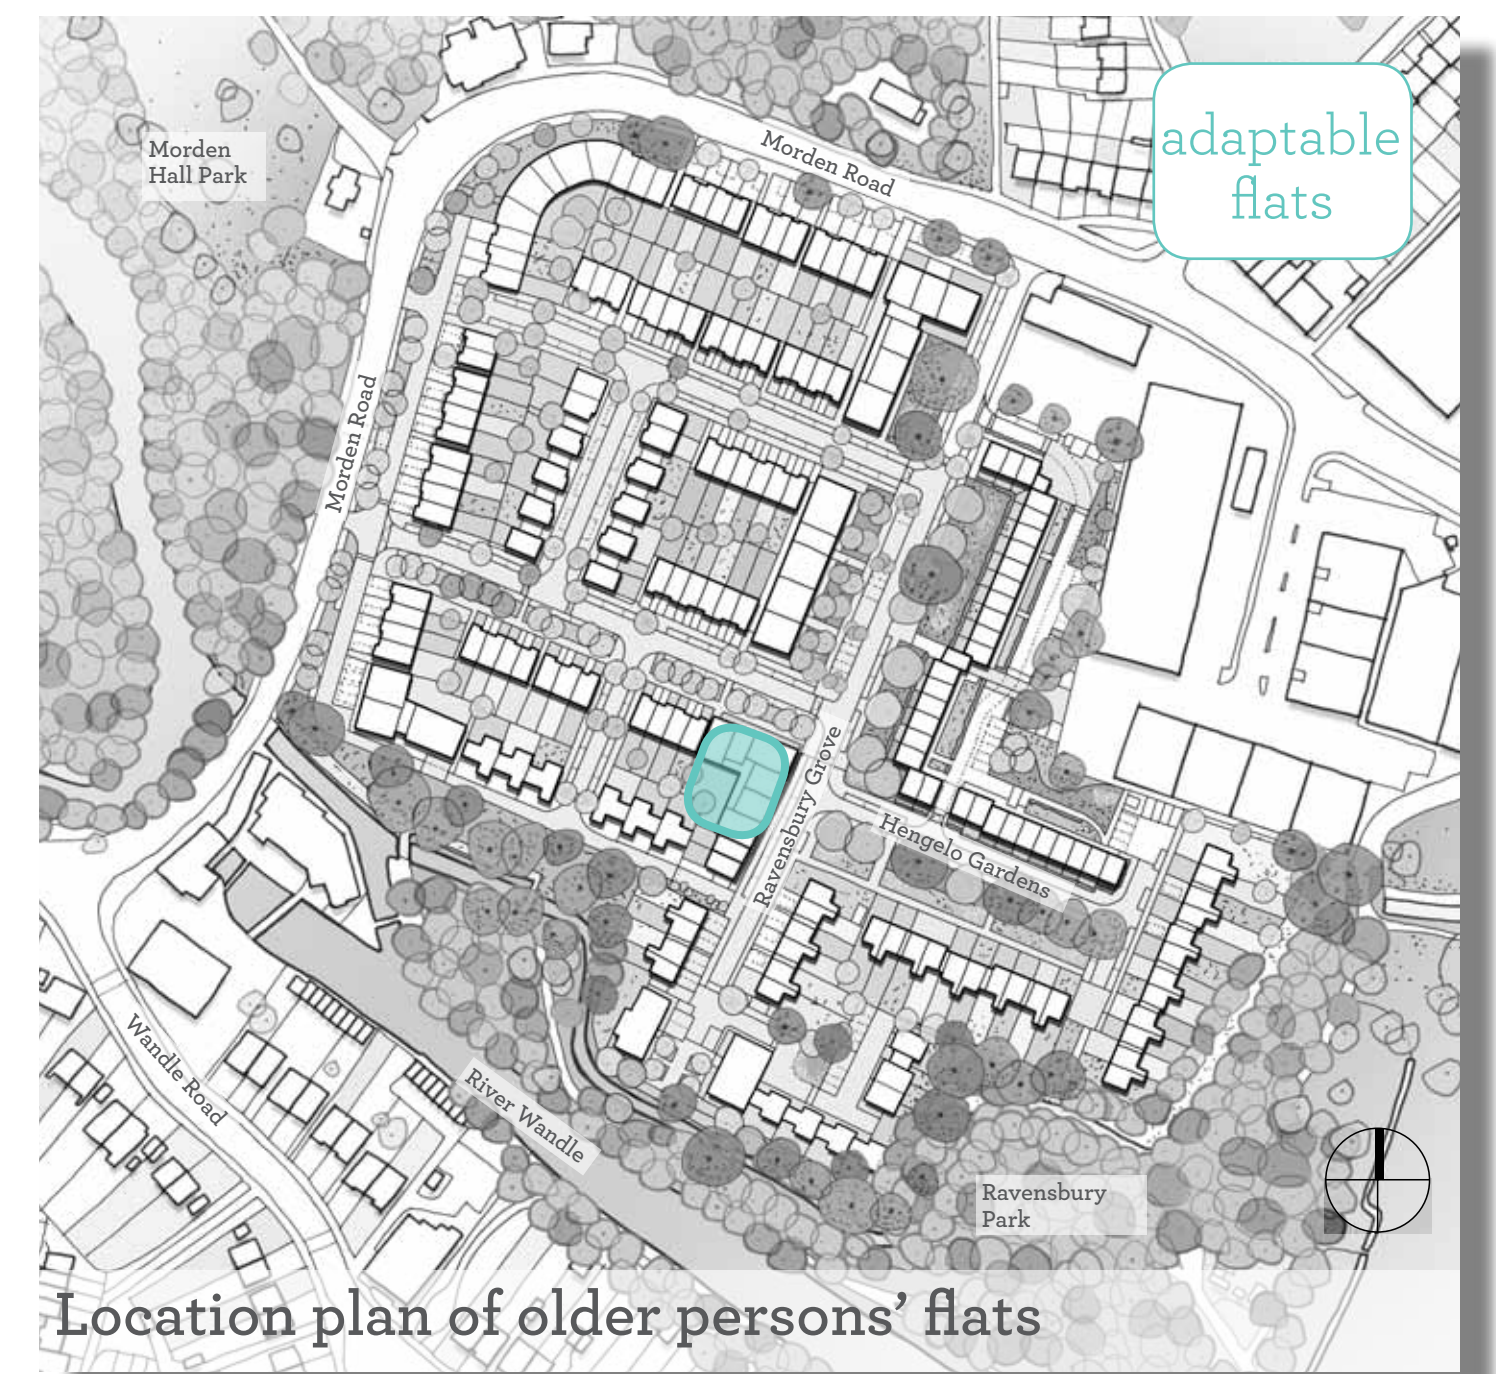 Morden
Hall Park
Morden Road
adaptable
flats
Morden Road
Ravensbury Grove
Hengelo Gardens
Wandle Road
River Wandle
Ravensbury
Park
Location plan of older persons’ flats